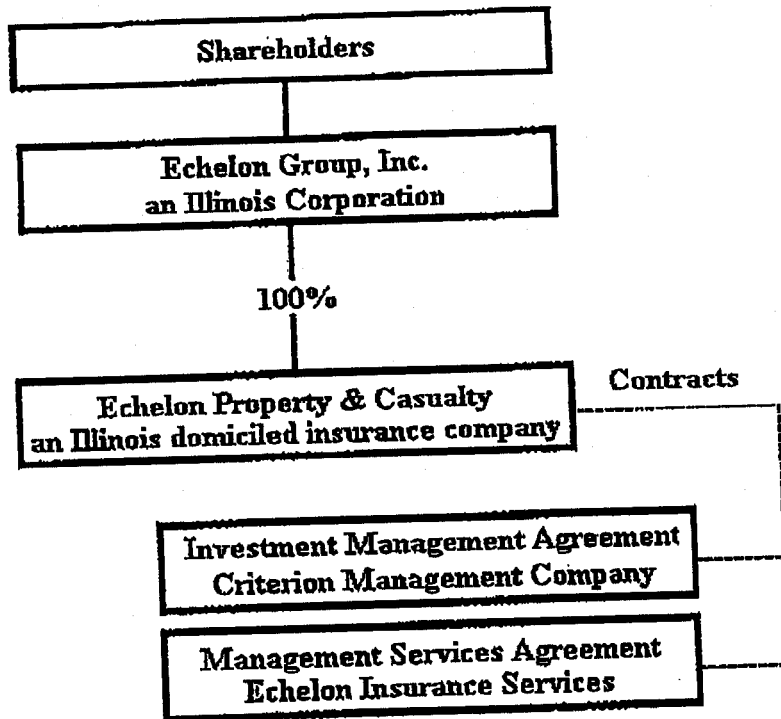 Shareholders
Echelon Group, Inc.
an Illinois Corporation
100%
Echelon Property & Casualty
an Illinois domiciled insurance company
Contracts
Investment Management Agreement
Criterion Management Company
Management Services Agreement
Echelon Insurance Services